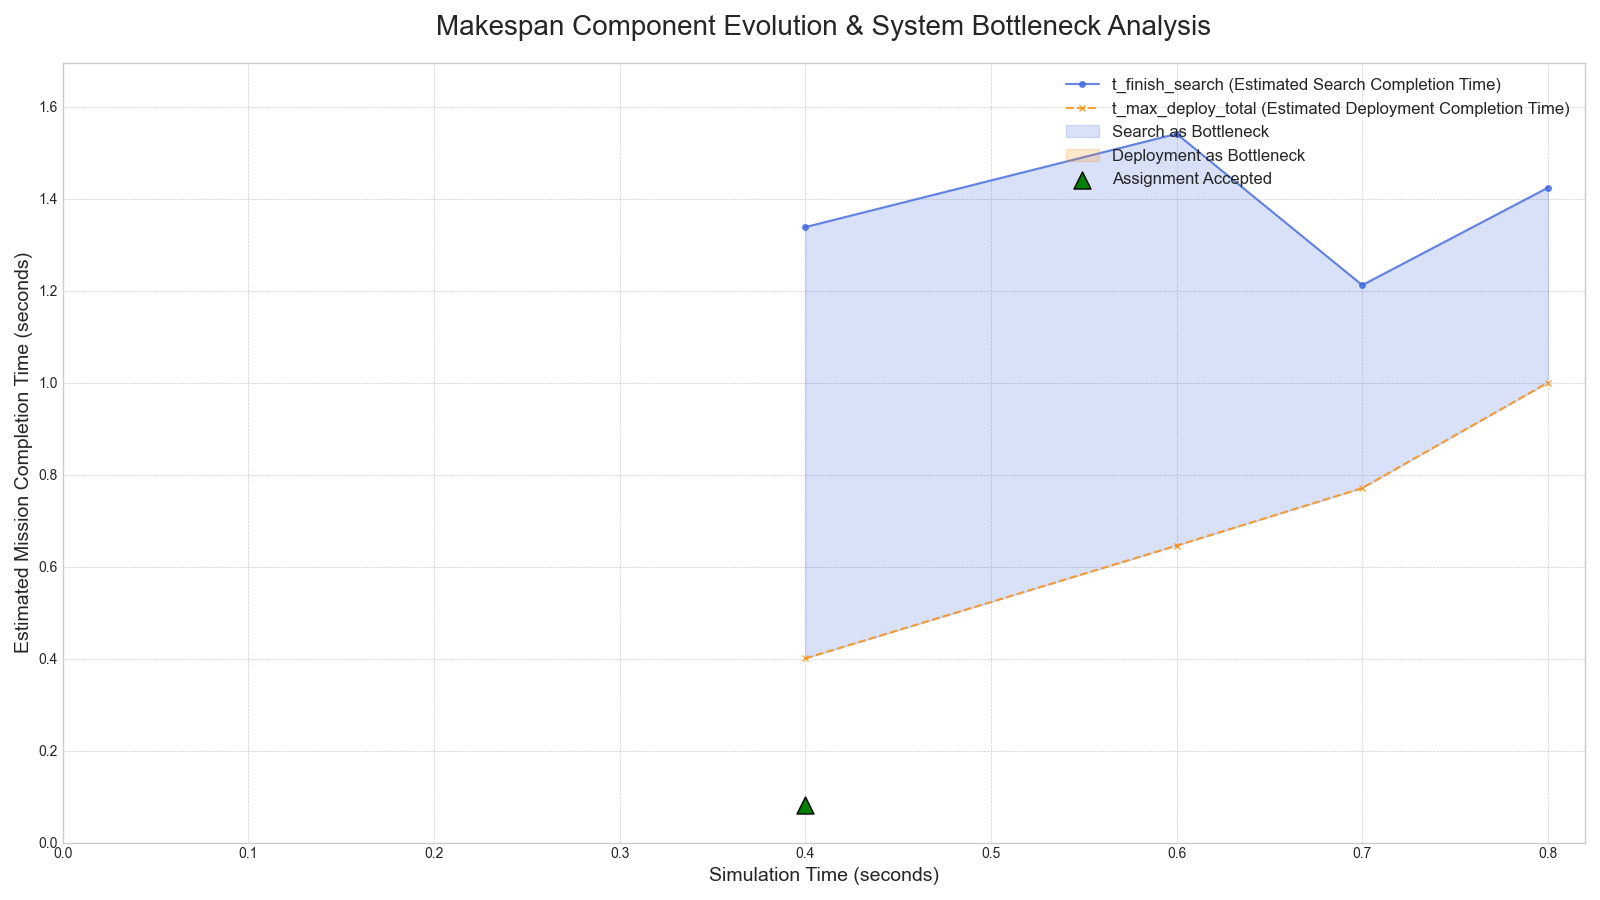 Makespan Component Evolution & System Bottleneck Analysis
t_finish_search (Estimated Search Completion Time)
t_max_deploy_total (Estimated Deployment Completion Time)
Search as Bottleneck
Deployment as Bottleneck
Assignment Accepted
Estimated Mission Completion Time (seconds)
1.6
1.4
1.2
1.0
0.8
0.6
0.4
0.2
0.0
0.0 0.1 0.2 0.3 0.4 0.5 0.6 0.7 0.8
Simulation Time (seconds)